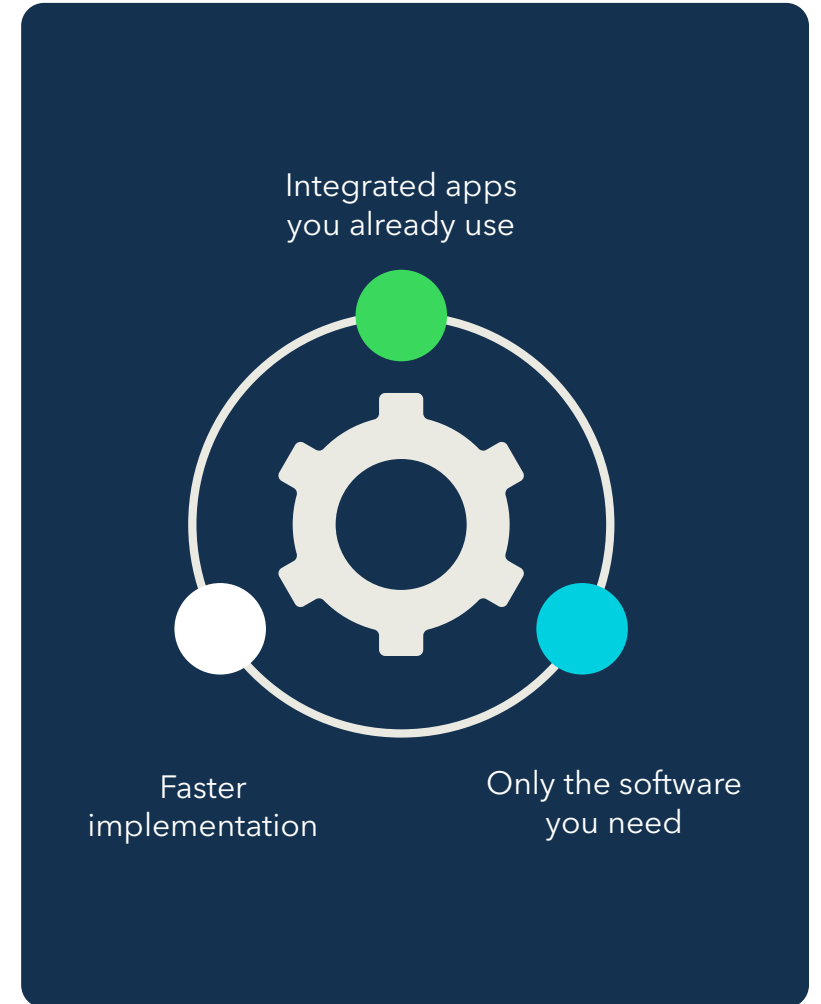 Integrated apps
you already use
Faster
implementation
Only the software
you need